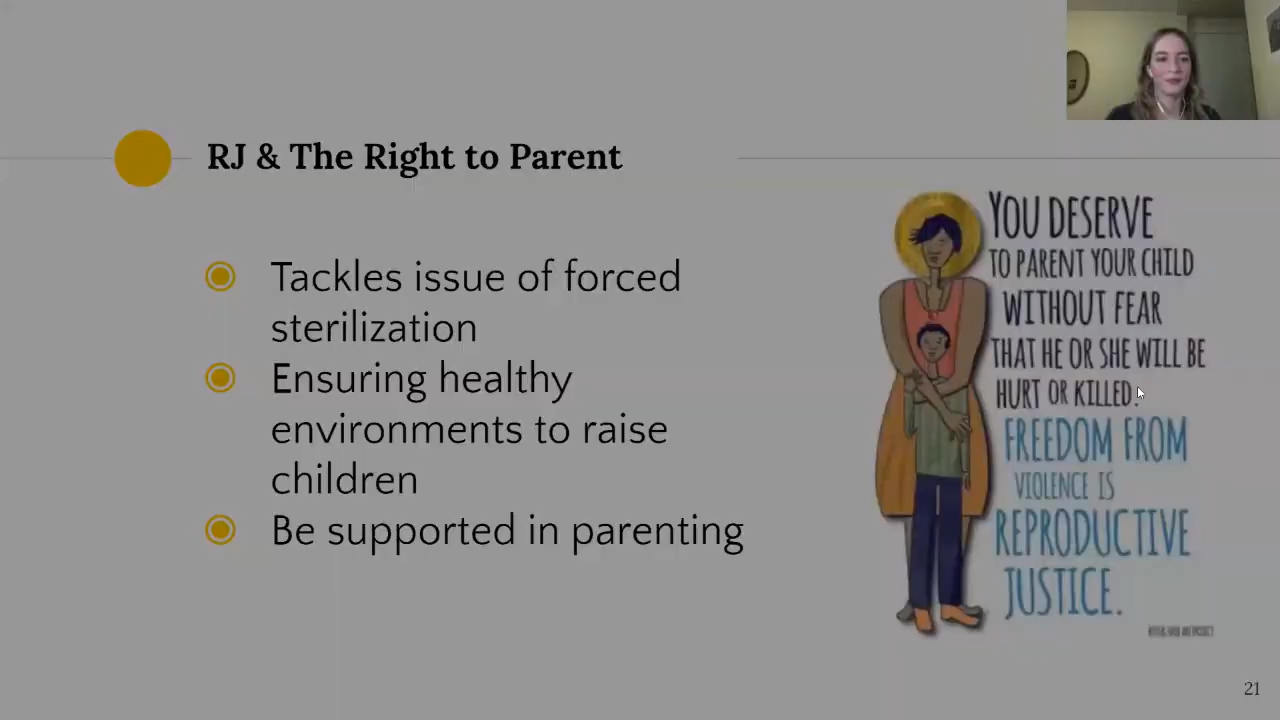 RJ & The Right to Parent
Tackles issue of forced
sterilization
Ensuring healthy
environments to raise
children
Be supported in parenting
YOU DESERVE
TO PARENT YOUR CHILD
WITHOUT FEAR
THAT HE OR SHE WILL BE
HURT OR KILLED.
FREEDOM FROM
VIOLENCE IS
REPRODUCTIVE
JUSTICE.
21